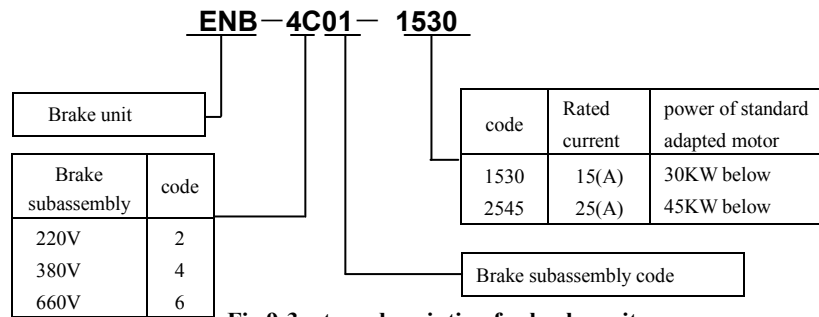 ENB－4C01－ 1530
Brake unit
code Rated current power of standard adapted motor
1530 15(A) 30KW below
2545 25(A) 45KW below
Brake subassembly code
220V 2
380V 4
660V 6
Brake subassembly code